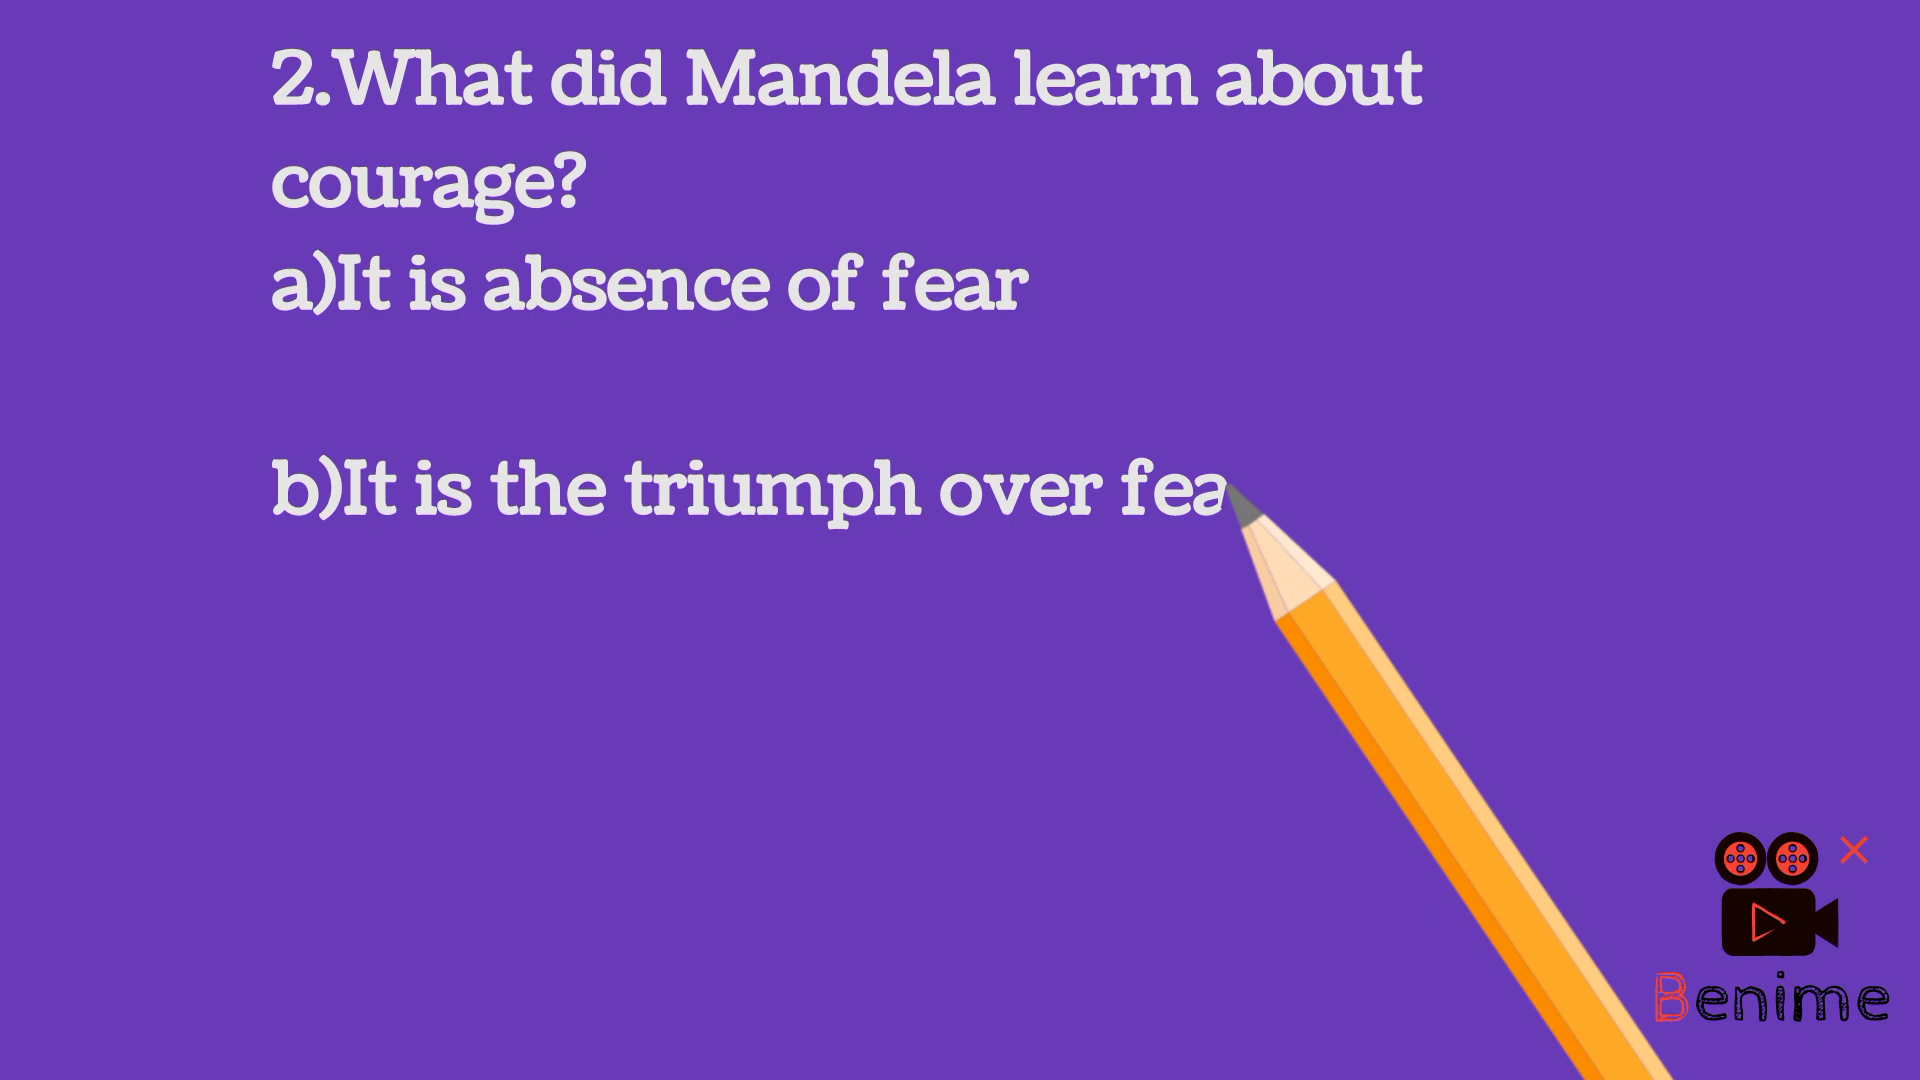 2.What did Mandela learn about
courage?
a)It is absence of fear
b)It is the triumph over fea
Benime